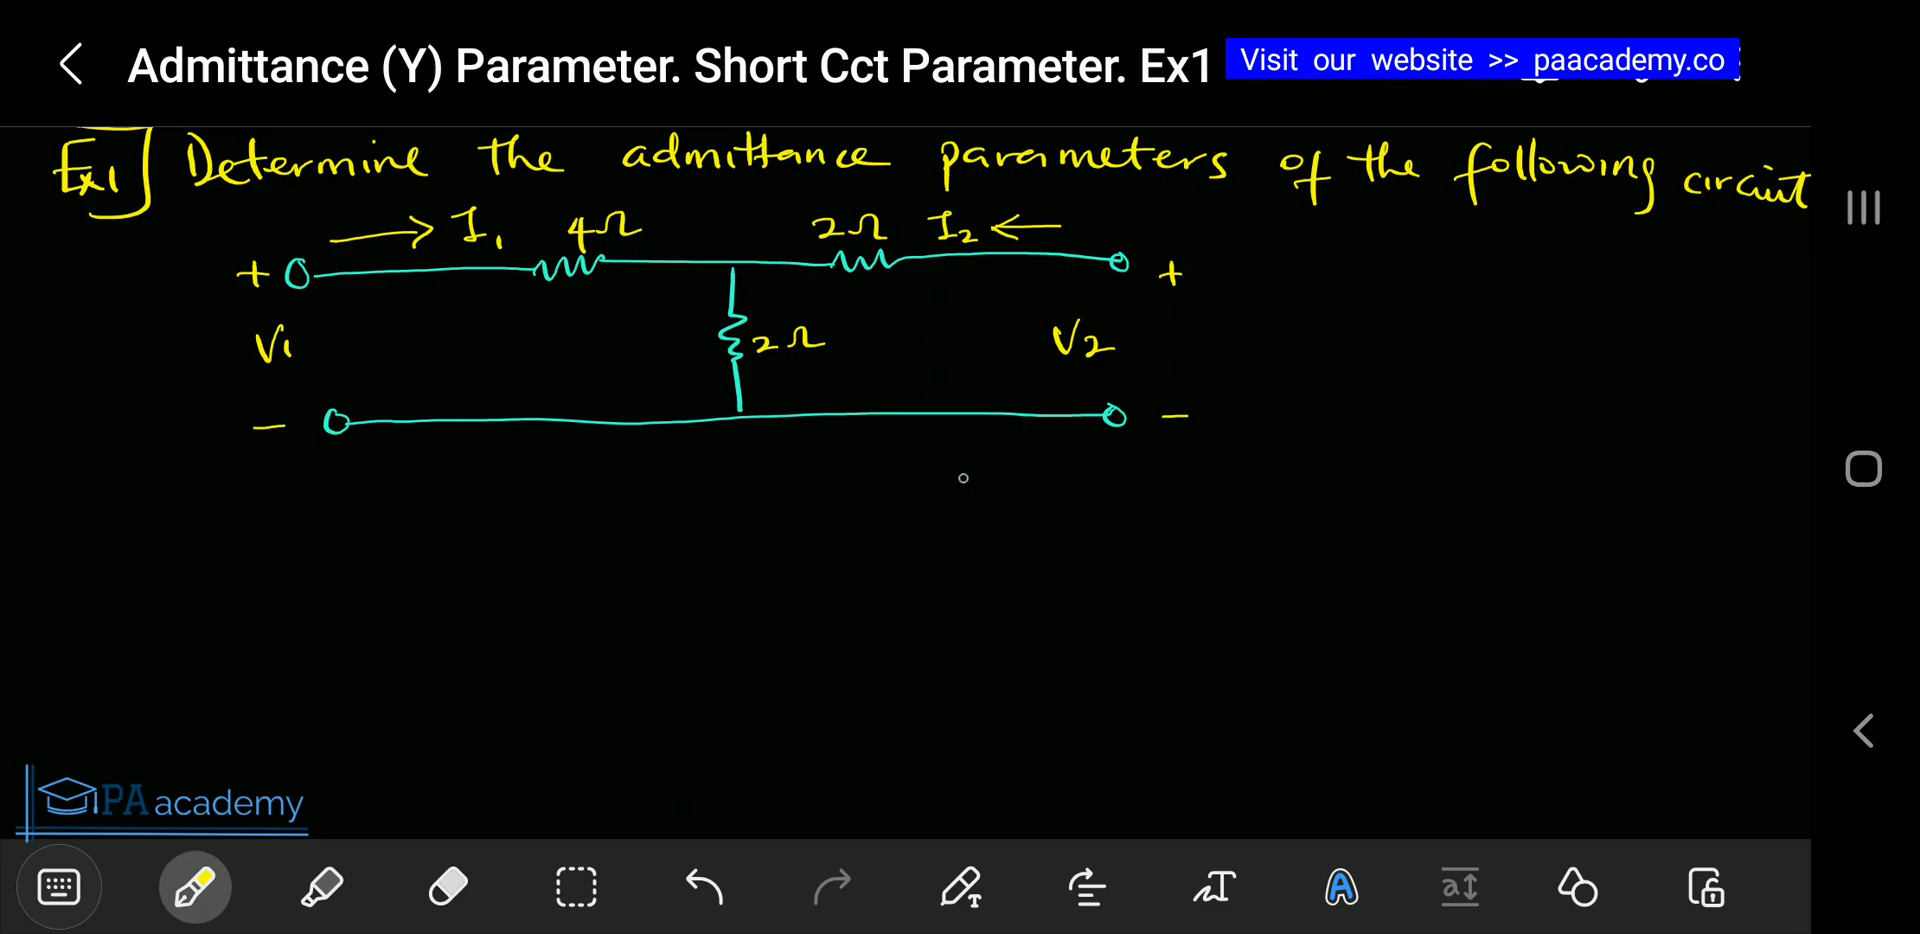 Admittance (Y) Parameter. Short Cct Parameter. Ex1
Visit our website >> paacademy.co
Ex1] Determine the admittance parameters of the following circuit
→ I₁ 4Ω 2Ω I₂ ←
+ +
V₁ 2Ω V₂
− −
PA academy